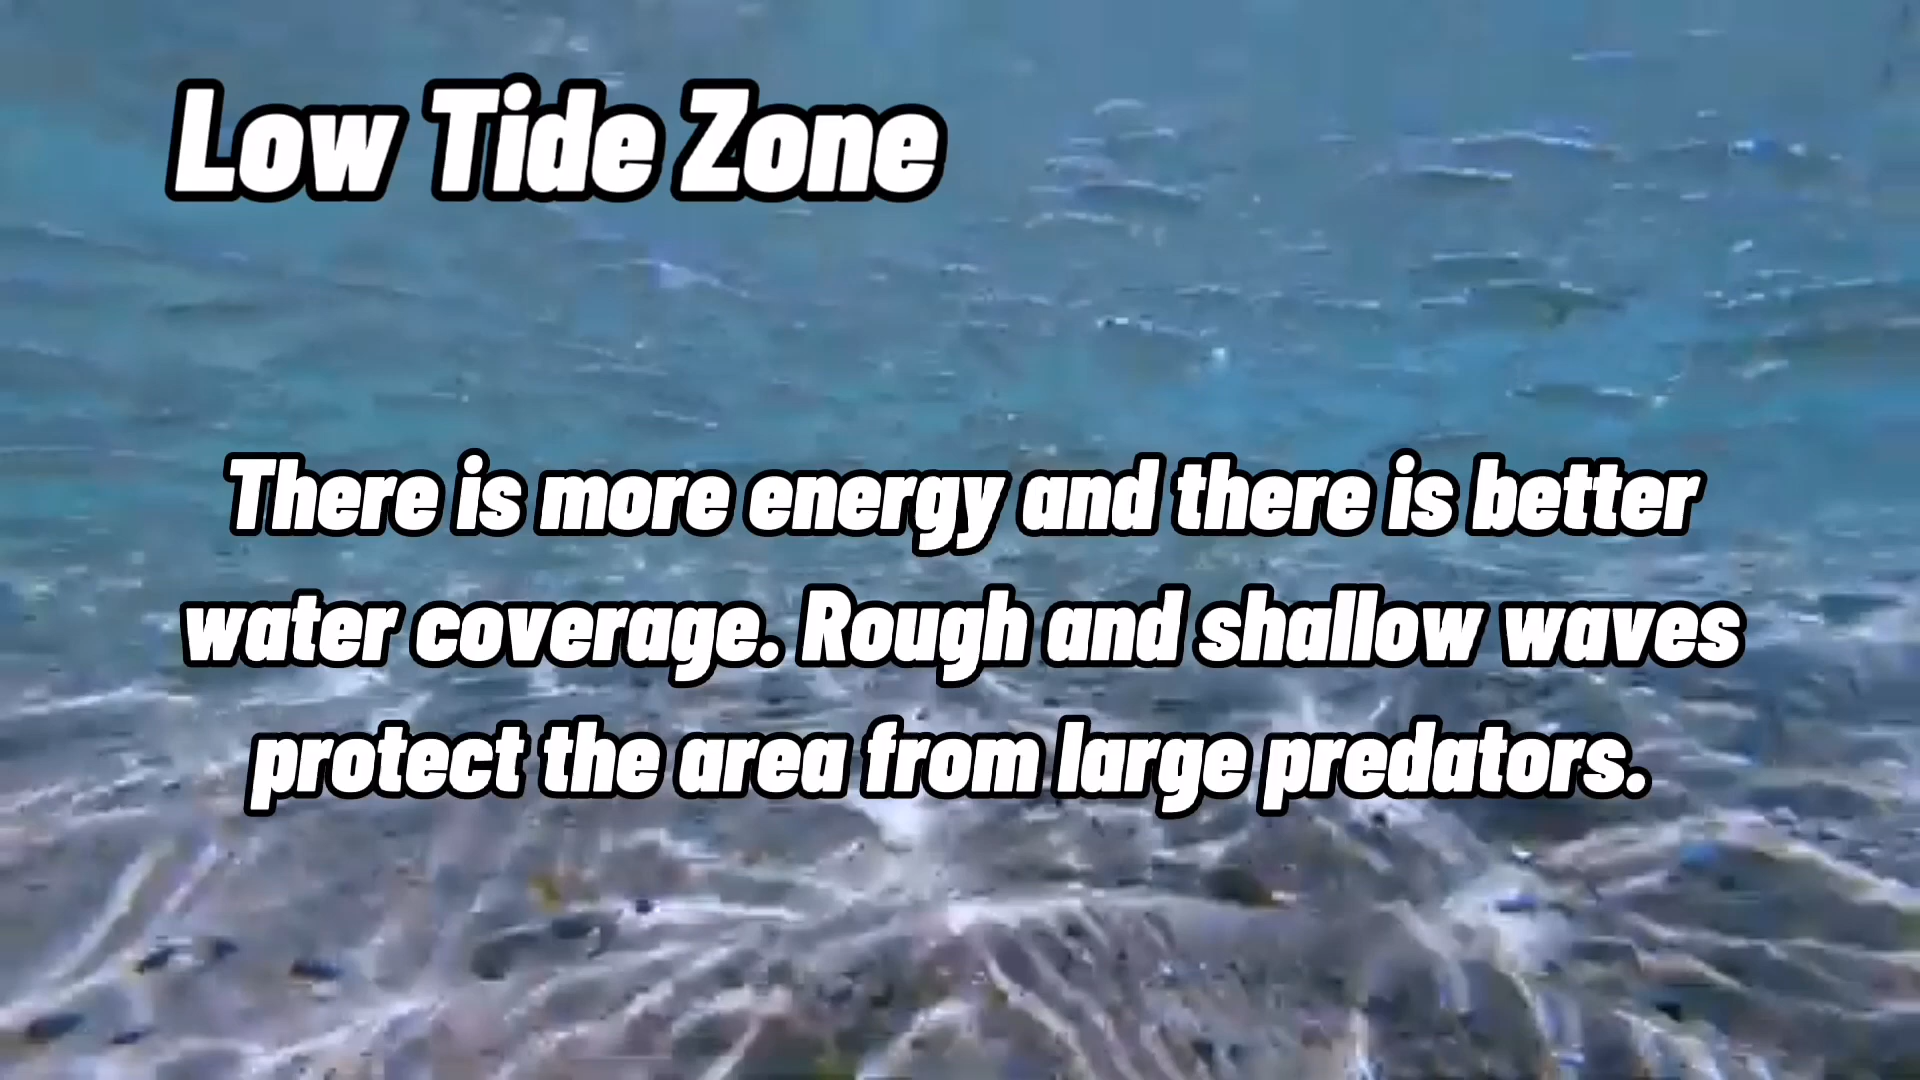 Low Tide Zone
There is more energy and there is better
water coverage. Rough and shallow waves
protect the area from large predators.